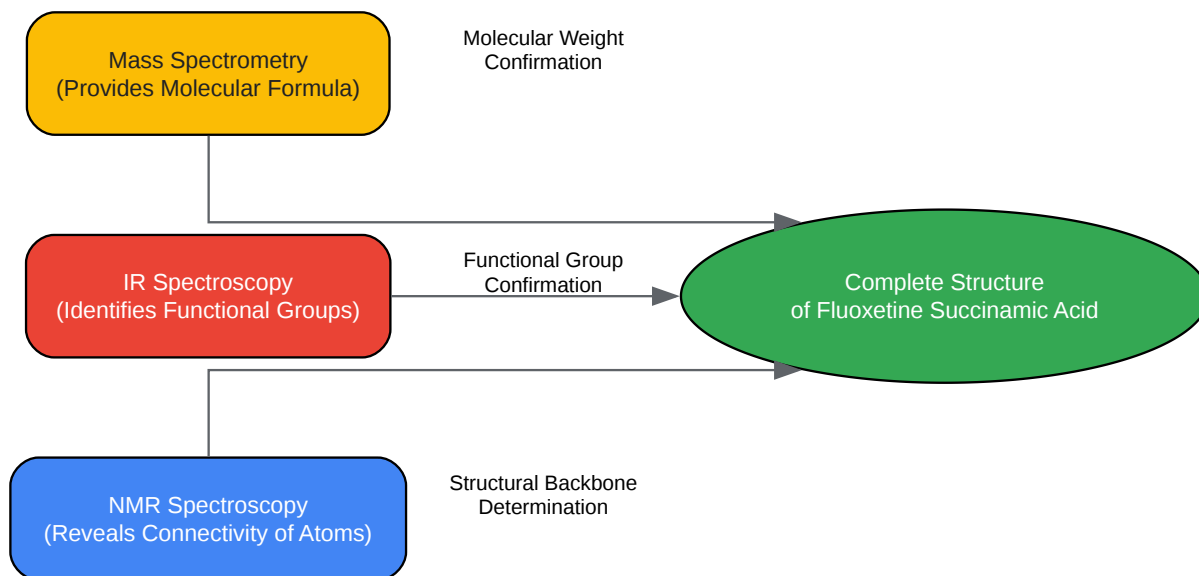 Mass Spectrometry
(Provides Molecular Formula)
Molecular Weight
Confirmation
IR Spectroscopy
(Identifies Functional Groups)
Functional Group
Confirmation
Complete Structure
of Fluoxetine Succinamic Acid
NMR Spectroscopy
(Reveals Connectivity of Atoms)
Structural Backbone
Determination